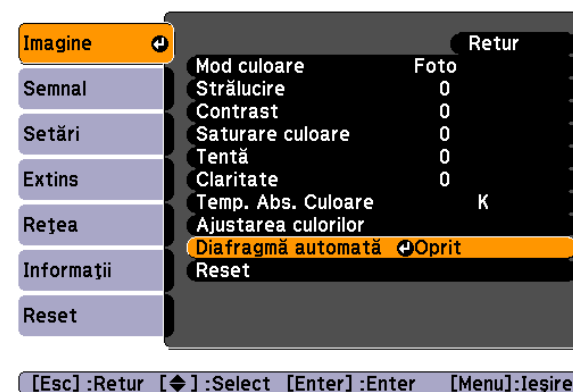 Imagine
Semnal
Setări
Extins
Reţea
Informaţii
Reset
Retur
Mod culoare Foto
Strălucire 0
Contrast 0
Saturare culoare 0
Tentă 0
Claritate 0
Temp. Abs. Culoare K
Ajustarea culorilor
Diafragmă automată Oprit
Reset
[Esc] :Retur [◆] :Select [Enter] :Enter [Menu]:Ieşire